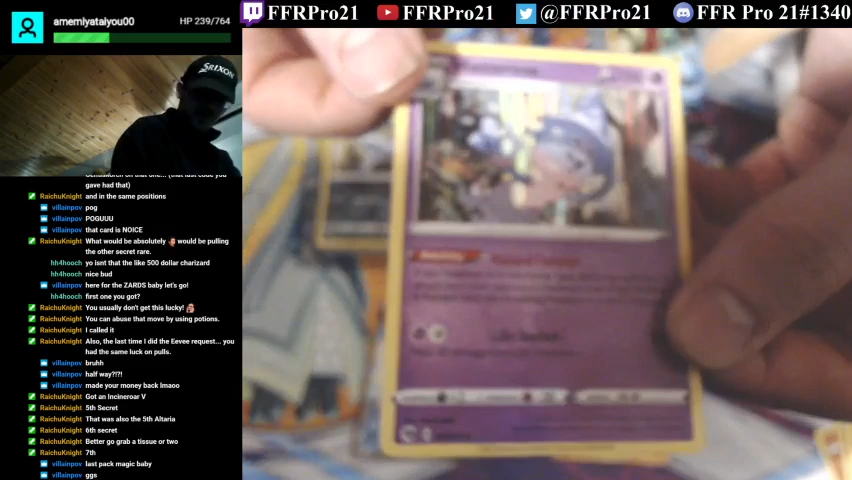 amemlyatalyou00
HP 239/764
FFRPro21
FFRPro21
@FFRPro21
FFR Pro 21#1340
SRIXON
gave had that)
RaichuKnight and in the same positions
villainpov pog
villainpov POGUUU
villainpov that card is NOICE
RaichuKnight What would be absolutely would be pulling
the other secret rare.
hh4hooch yo isnt that the like 500 dollar charizard
hh4hooch nice bud
villainpov here for the ZARDS baby let's go!
hh4hooch first one you got?
RaichuKnight You usually don't get this lucky!
RaichuKnight You can abuse that move by using potions.
RaichuKnight I called it
RaichuKnight Also, the last time I did the Eevee request... you
had the same luck on pulls.
villainpov bruhh
villainpov half way?!?!
villainpov made your money back lmaoo
RaichuKnight Got an Incineroar V
RaichuKnight 5th Secret
RaichuKnight That was also the 5th Altaria
RaichuKnight 6th secret
RaichuKnight Better go grab a tissue or two
RaichuKnight 7th
villainpov last pack magic baby
villainpov ggs